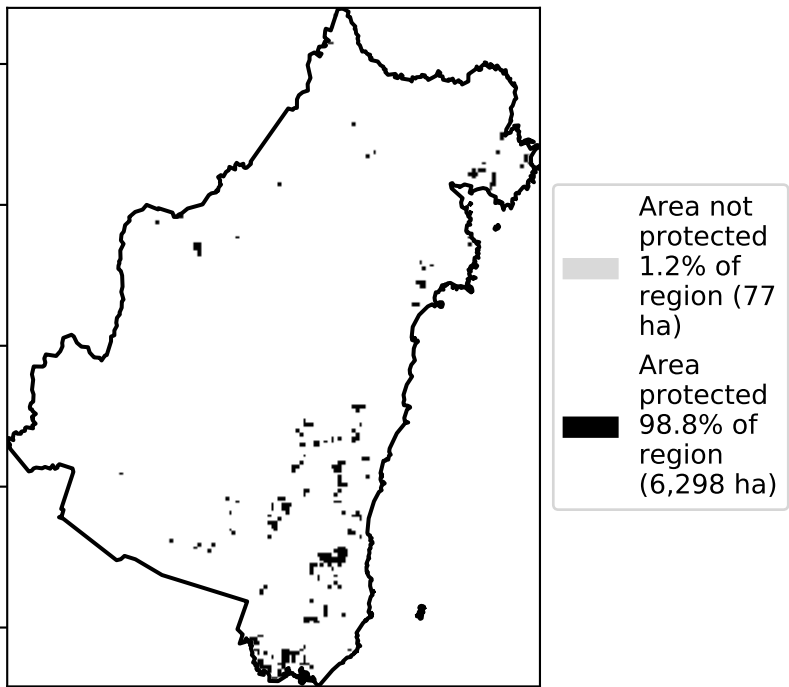 Area not
protected
1.2% of
region (77
ha)
Area
protected
98.8% of
region
(6,298 ha)